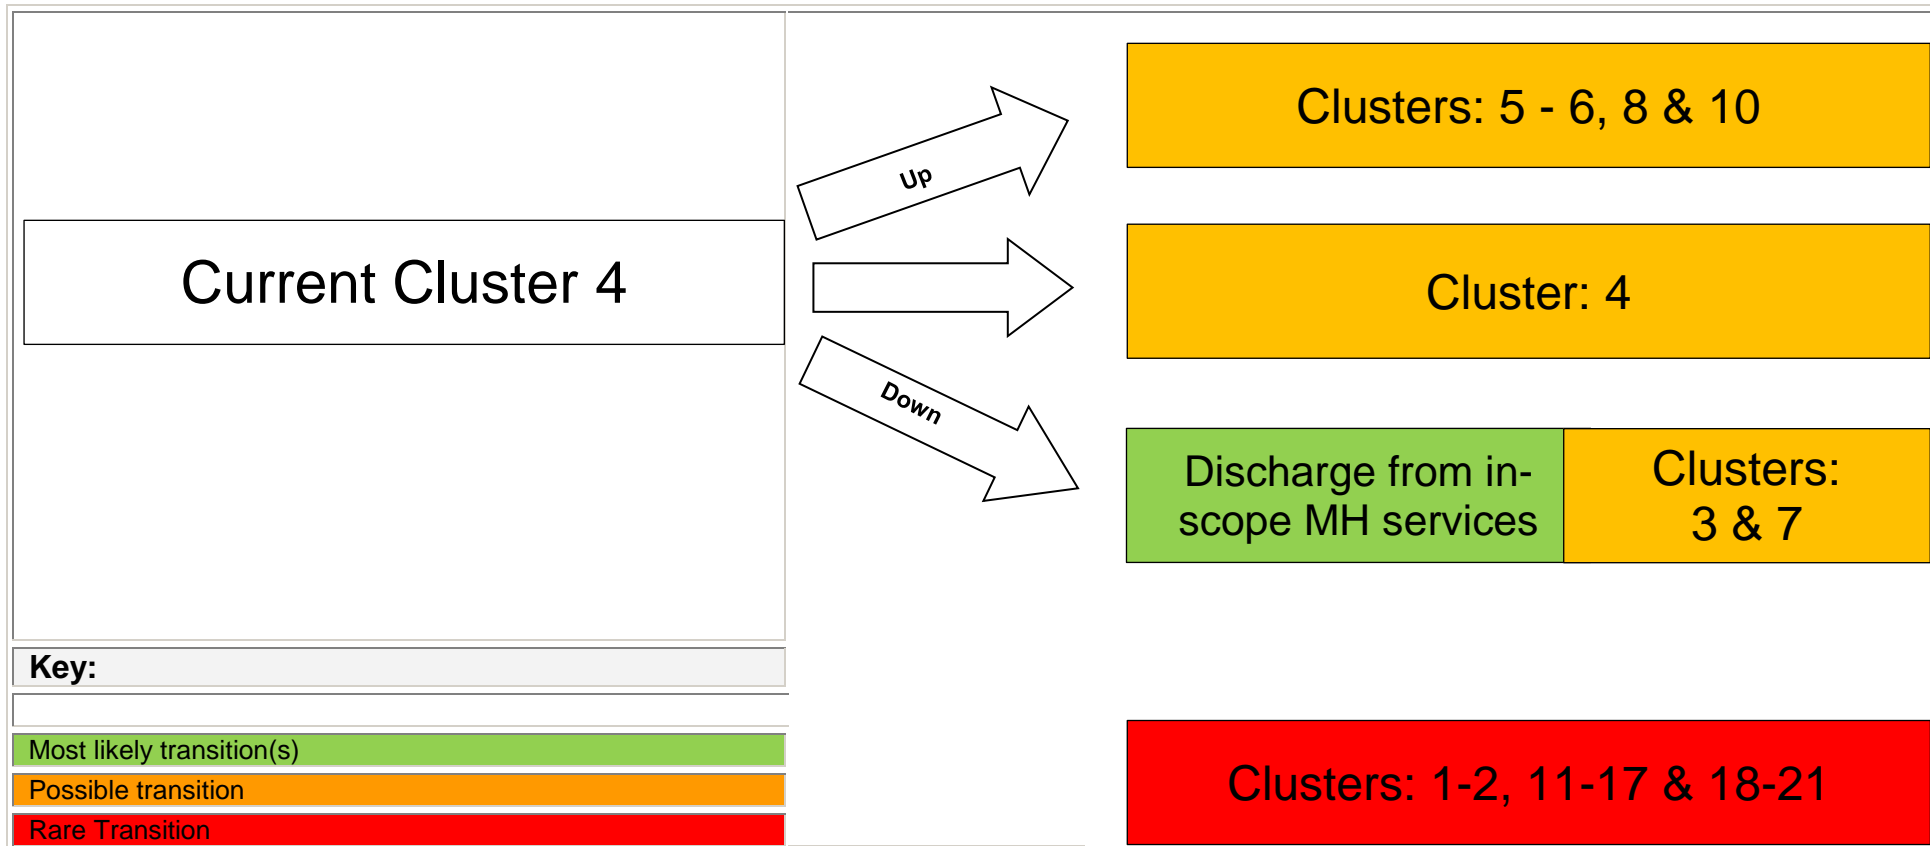 Current Cluster 4
Up
Down
Clusters: 5 - 6, 8 & 10
Cluster: 4
Discharge from in-
scope MH services
Clusters:
3 & 7
Key:
Most likely transition(s)
Possible transition
Rare Transition
Clusters: 1-2, 11-17 & 18-21